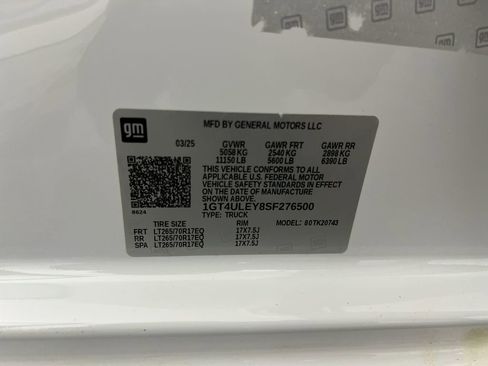 gm
gm
gm
gm
MFD BY GENERAL MOTORS LLC
03/25 GVWR GAWR FRT GAWR RR
5058 KG 2540 KG 2898 KG
11150 LB 5600 LB 6390 LB
THIS VEHICLE CONFORMS TO ALL
APPLICABLE U.S. FEDERAL MOTOR
VEHICLE SAFETY STANDARDS IN EFFECT
ON THE DATE OF MANUFACTURE
SHOWN ABOVE.
1GT4ULEY8SF276500
TYPE: TRUCK
8624
TIRE SIZE RIM MODEL: 80TK20743
FRT LT265/70R17EQ 17X7.5J
RR LT265/70R17EQ 17X7.5J
SPA LT265/70R17EQ 17X7.5J